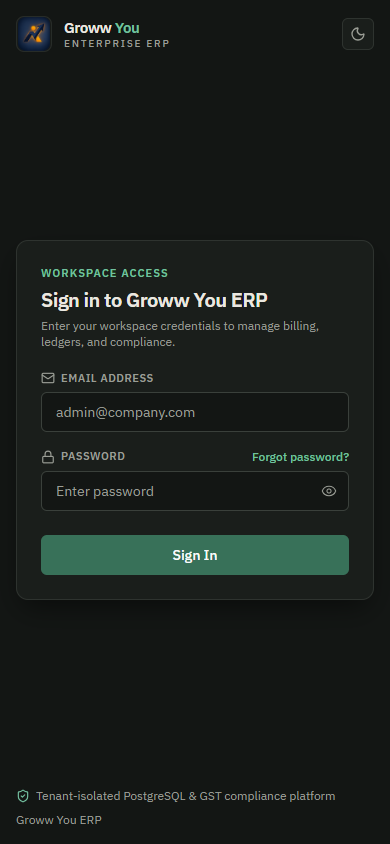 Groww You
ENTERPRISE ERP
WORKSPACE ACCESS
Sign in to Groww You ERP
Enter your workspace credentials to manage billing,
ledgers, and compliance.
EMAIL ADDRESS
admin@company.com
PASSWORD Forgot password?
Enter password
Sign In
Tenant-isolated PostgreSQL & GST compliance platform
Groww You ERP